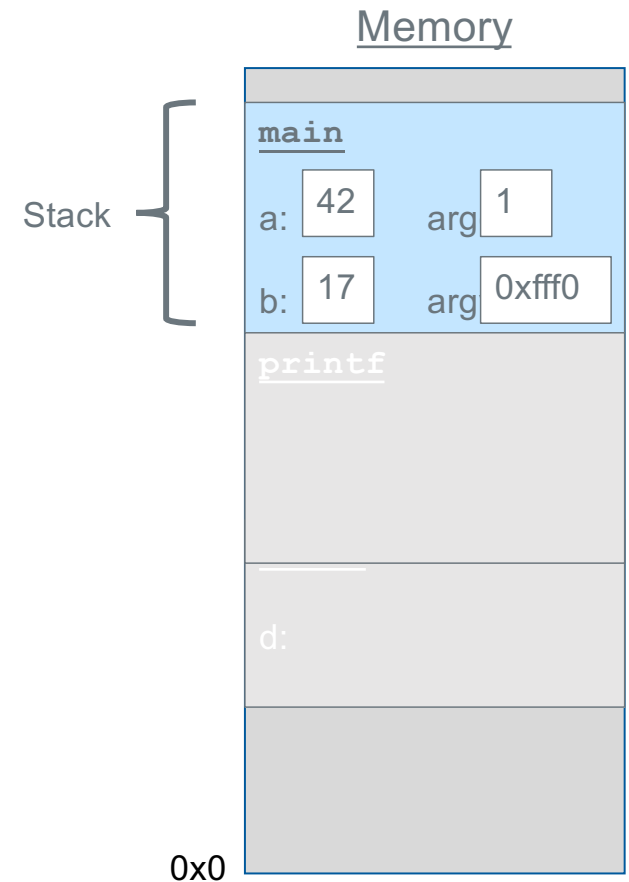 Memory
main
Stack
a: 42 arg 1
b: 17 arg 0xfff0
printf
d:
0x0